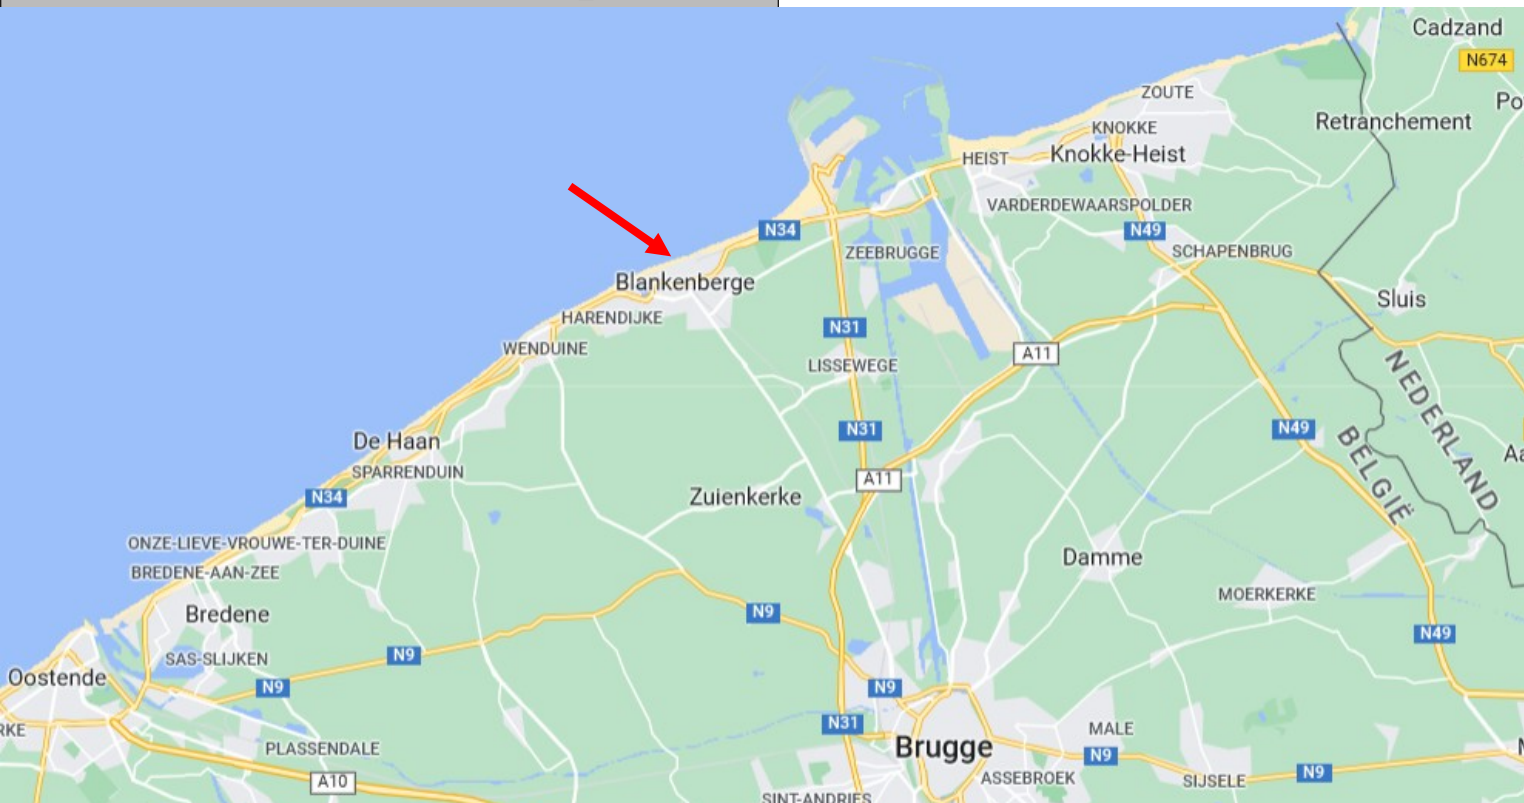 Cadzand
N674
ZOUTE
Po
Retranchement
KNOKKE
HEIST
Knokke-Heist
VARDERDEWAARSPOLDER
N34
N49
ZEEBRUGGE
SCHAPENBRUG
Blankenberge
Sluis
HARENDIJKE
N31
WENDUINE
A11
LISSEWEGE
NEDERLAND
De Haan
N31
N49
BELGIË
Aa
SPARRENDUIN
A11
N34
Zuienkerke
ONZE-LIEVE-VROUWE-TER-DUINE
Damme
BREDENE-AAN-ZEE
MOERKERKE
Bredene
N9
N49
N9
SAS-SLIJKEN
Oostende
N9
N9
N31
RKE
MALE
PLASSENDALE
Brugge
N9
A10
ASSEBROEK
SIJSELE
N9
SINT-ANDRIES